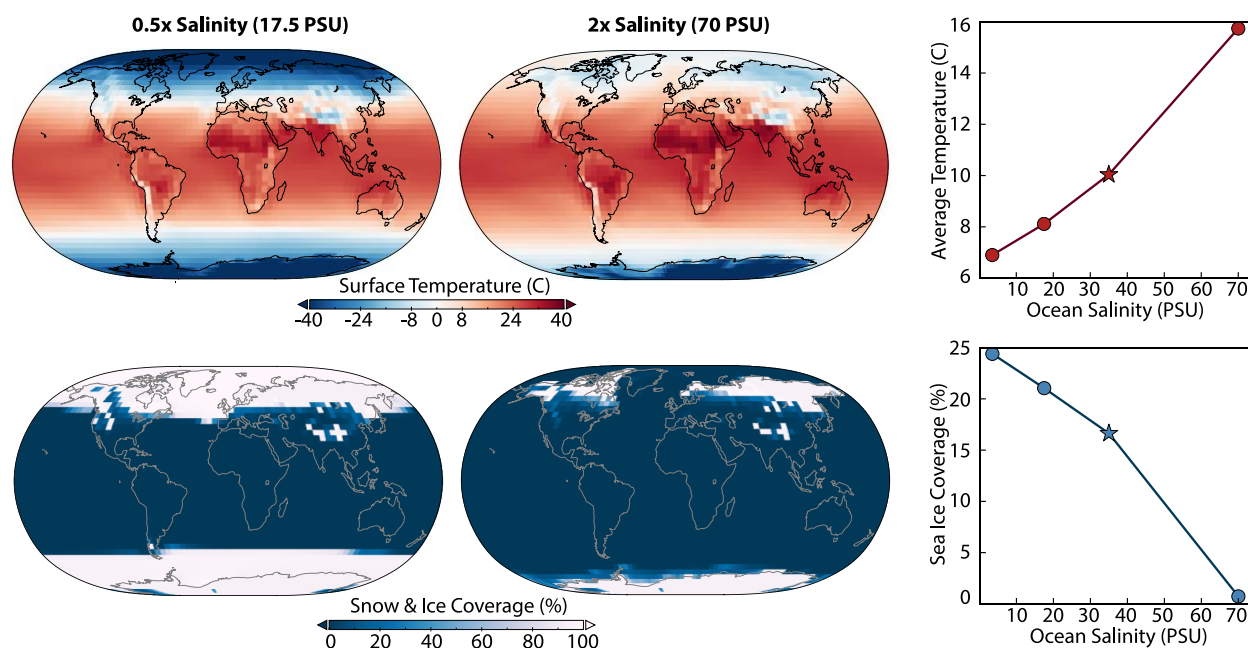 0.5x Salinity (17.5 PSU)
2x Salinity (70 PSU)
Surface Temperature (C)
-40 -24 -8 0 8 24 40
Snow & Ice Coverage (%)
0 20 40 60 80 100
Average Temperature (C)
16
14
12
10
8
6
10 20 30 40 50 60 70
Ocean Salinity (PSU)
Sea Ice Coverage (%)
25
20
15
10
5
0
10 20 30 40 50 60 70
Ocean Salinity (PSU)